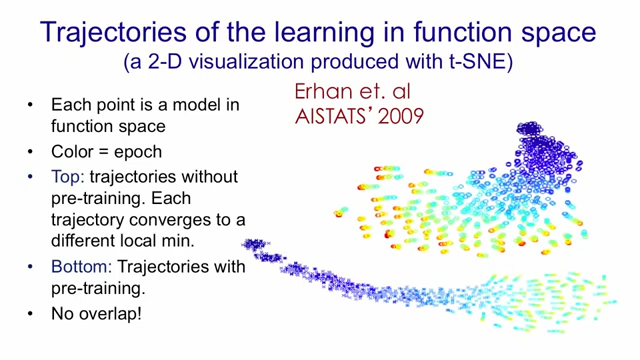 Trajectories of the learning in function space
(a 2-D visualization produced with t-SNE)
Erhan et. al
AISTATS’ 2009
• Each point is a model in
function space
• Color = epoch
• Top: trajectories without
pre-training. Each
trajectory converges to a
different local min.
• Bottom: Trajectories with
pre-training.
• No overlap!